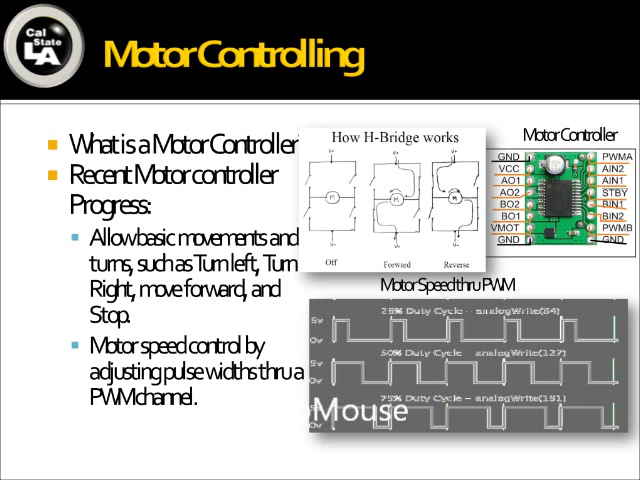 Cal
State
LA
Motor Controlling
What is a Motor Controller?
Recent Motor controller
Progress:
Allow basic movements and
turns, such as Turn left, Turn
Right, move forward, and
Stop.
Motor speed control by
adjusting pulse widths thru a
PWM channel.
How H-Bridge works
V+
V+
V+
M
M
M
V-
V-
V-
Off
Forward
Reverse
Motor Controller
GND
VCC
AO1
AO2
BO2
BO1
VMOT
GND
PWMA
AIN2
AIN1
STBY
BIN1
BIN2
PWMB
GND
Motor Speed thru PWM
25% Duty Cycle - analogWrite(64)
5v
0v
50% Duty Cycle - analogWrite(127)
5v
0v
75% Duty Cycle - analogWrite(191)
5v
0v
Mouse